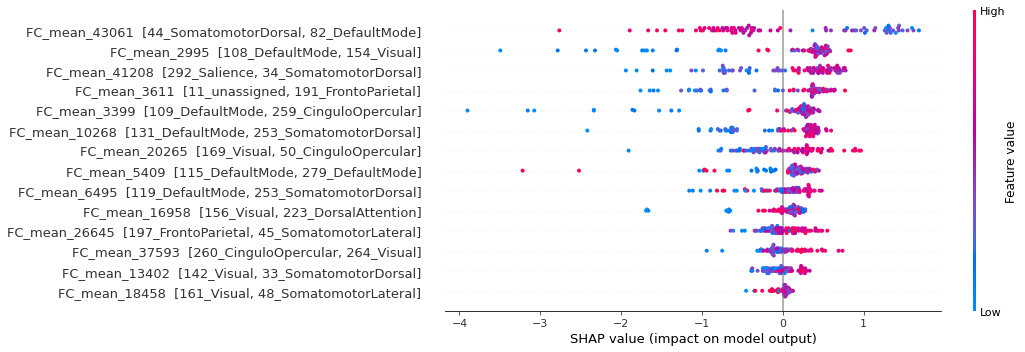 FC_mean_43061 [44_SomatomotorDorsal, 82_DefaultMode]
FC_mean_2995 [108_DefaultMode, 154_Visual]
FC_mean_41208 [292_Salience, 34_SomatomotorDorsal]
FC_mean_3611 [11_unassigned, 191_FrontoParietal]
FC_mean_3399 [109_DefaultMode, 259_CinguloOpercular]
FC_mean_10268 [131_DefaultMode, 253_SomatomotorDorsal]
FC_mean_20265 [169_Visual, 50_CinguloOpercular]
FC_mean_5409 [115_DefaultMode, 279_DefaultMode]
FC_mean_6495 [119_DefaultMode, 253_SomatomotorDorsal]
FC_mean_16958 [156_Visual, 223_DorsalAttention]
FC_mean_26645 [197_FrontoParietal, 45_SomatomotorLateral]
FC_mean_37593 [260_CinguloOpercular, 264_Visual]
FC_mean_13402 [142_Visual, 33_SomatomotorDorsal]
FC_mean_18458 [161_Visual, 48_SomatomotorLateral]
−4 −3 −2 −1 0 1
SHAP value (impact on model output)
High
Feature value
Low